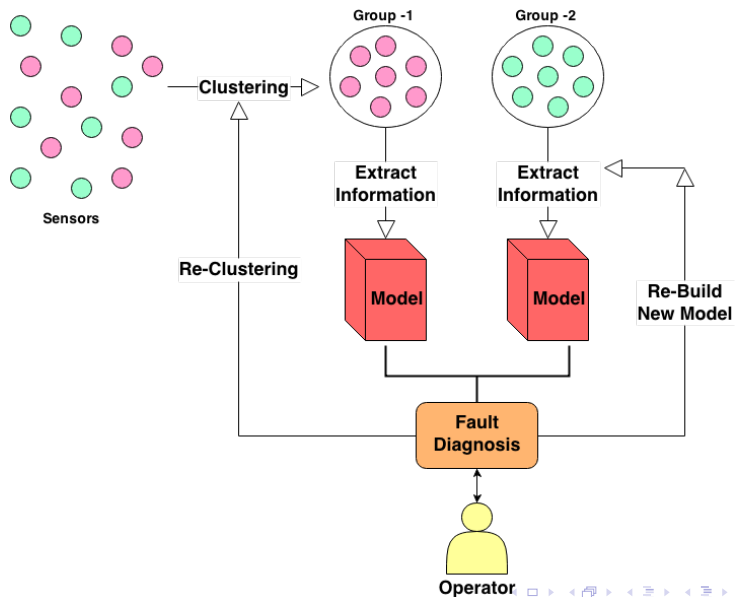 Group -1
Group -2
Clustering
Extract
Information
Extract
Information
Sensors
Re-Clustering
Model
Model
Re-Build
New Model
Fault
Diagnosis
Operator